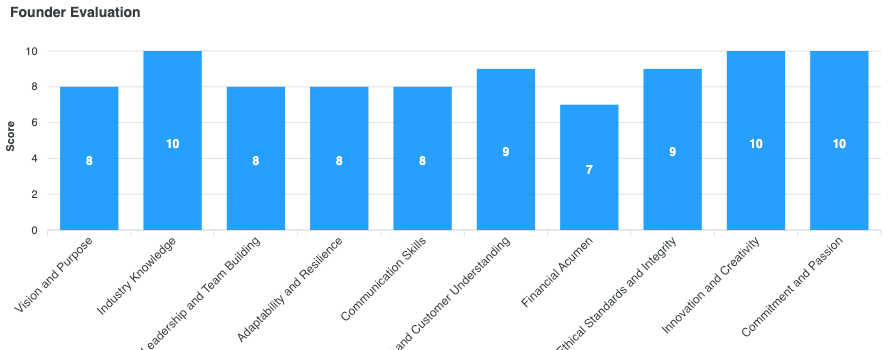 Founder Evaluation
Score
10
8
6
4
2
0
8
10
8
8
8
9
7
9
10
10
Vision and Purpose
Industry Knowledge
Leadership and Team Building
Adaptability and Resilience
Communication Skills
and Customer Understanding
Financial Acumen
Ethical Standards and Integrity
Innovation and Creativity
Commitment and Passion